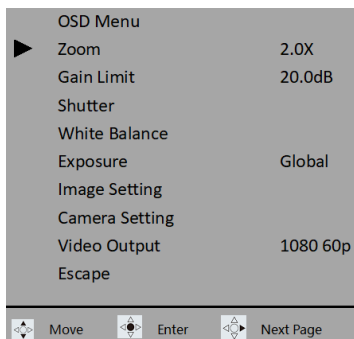 OSD Menu
Zoom 2.0X
Gain Limit 20.0dB
Shutter
White Balance
Exposure Global
Image Setting
Camera Setting
Video Output 1080 60p
Escape
Move Enter Next Page